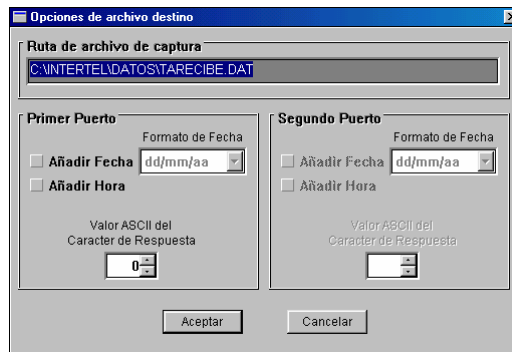 Opciones de archivo destino
Ruta de archivo de captura
C:\INTERTEL\DATOS\TARECIBE.DAT
Primer Puerto
Formato de Fecha
Añadir Fecha dd/mm/aa
Añadir Hora
Valor ASCII del
Caracter de Respuesta
0
Segundo Puerto
Formato de Fecha
Añadir Fecha dd/mm/aa
Añadir Hora
Valor ASCII del
Caracter de Respuesta
Aceptar Cancelar